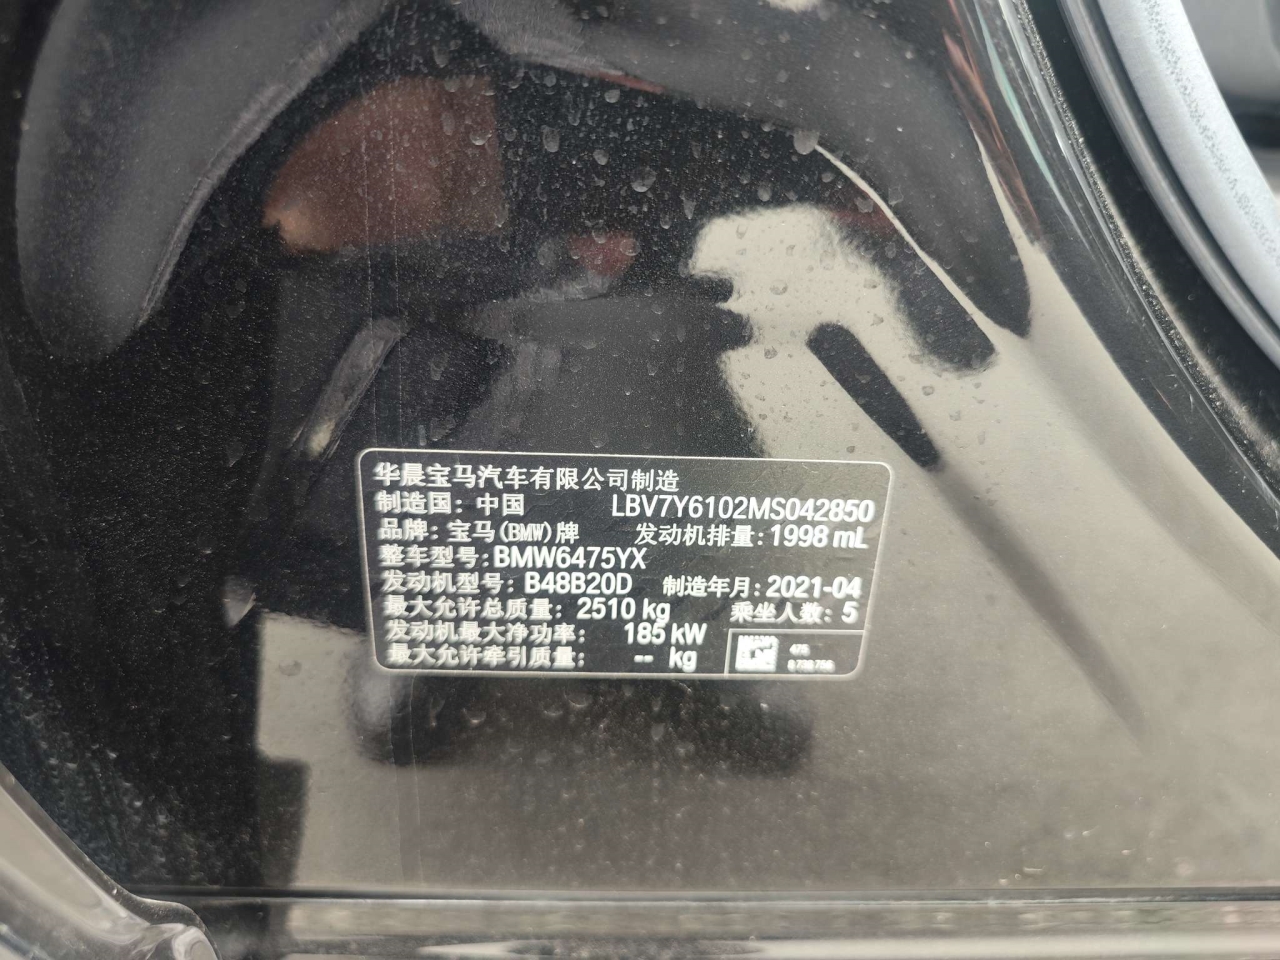 华晨宝马汽车有限公司制造
制造国：中国 LBV7Y6102MS042850
品牌：宝马(BMW)牌 发动机排量：1998 mL
整车型号：BMW6475YX
发动机型号：B48B20D 制造年月：2021-04
最大允许总质量：2510 kg 乘坐人数：5
发动机最大净功率：185 kW
最大允许牵引质量：-- kg
475